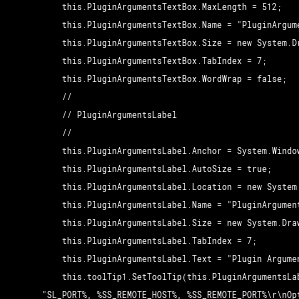 this.PluginArgumentsTextBox.MaxLength = 512;
this.PluginArgumentsTextBox.Name = "PluginArgume
this.PluginArgumentsTextBox.Size = new System.Dr
this.PluginArgumentsTextBox.TabIndex = 7;
this.PluginArgumentsTextBox.WordWrap = false;
//
// PluginArgumentsLabel
//
this.PluginArgumentsLabel.Anchor = System.Window
this.PluginArgumentsLabel.AutoSize = true;
this.PluginArgumentsLabel.Location = new System
this.PluginArgumentsLabel.Name = "PluginArgument
this.PluginArgumentsLabel.Size = new System.Draw
this.PluginArgumentsLabel.TabIndex = 7;
this.PluginArgumentsLabel.Text = "Plugin Argumen
this.toolTip1.SetToolTip(this.PluginArgumentsLab
"SL_PORT%, %SS_REMOTE_HOST%, %SS_REMOTE_PORT%\r\nOpt